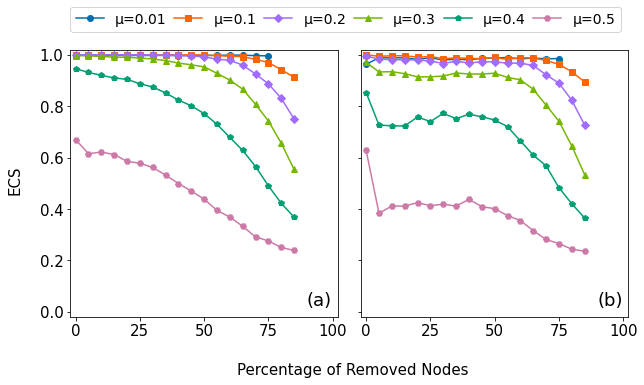 μ=0.01 μ=0.1 μ=0.2 μ=0.3 μ=0.4 μ=0.5
1.0
0.8
0.6
0.4
0.2
0.0
ECS
(a)
(b)
0 25 50 75 100
0 25 50 75 100
Percentage of Removed Nodes